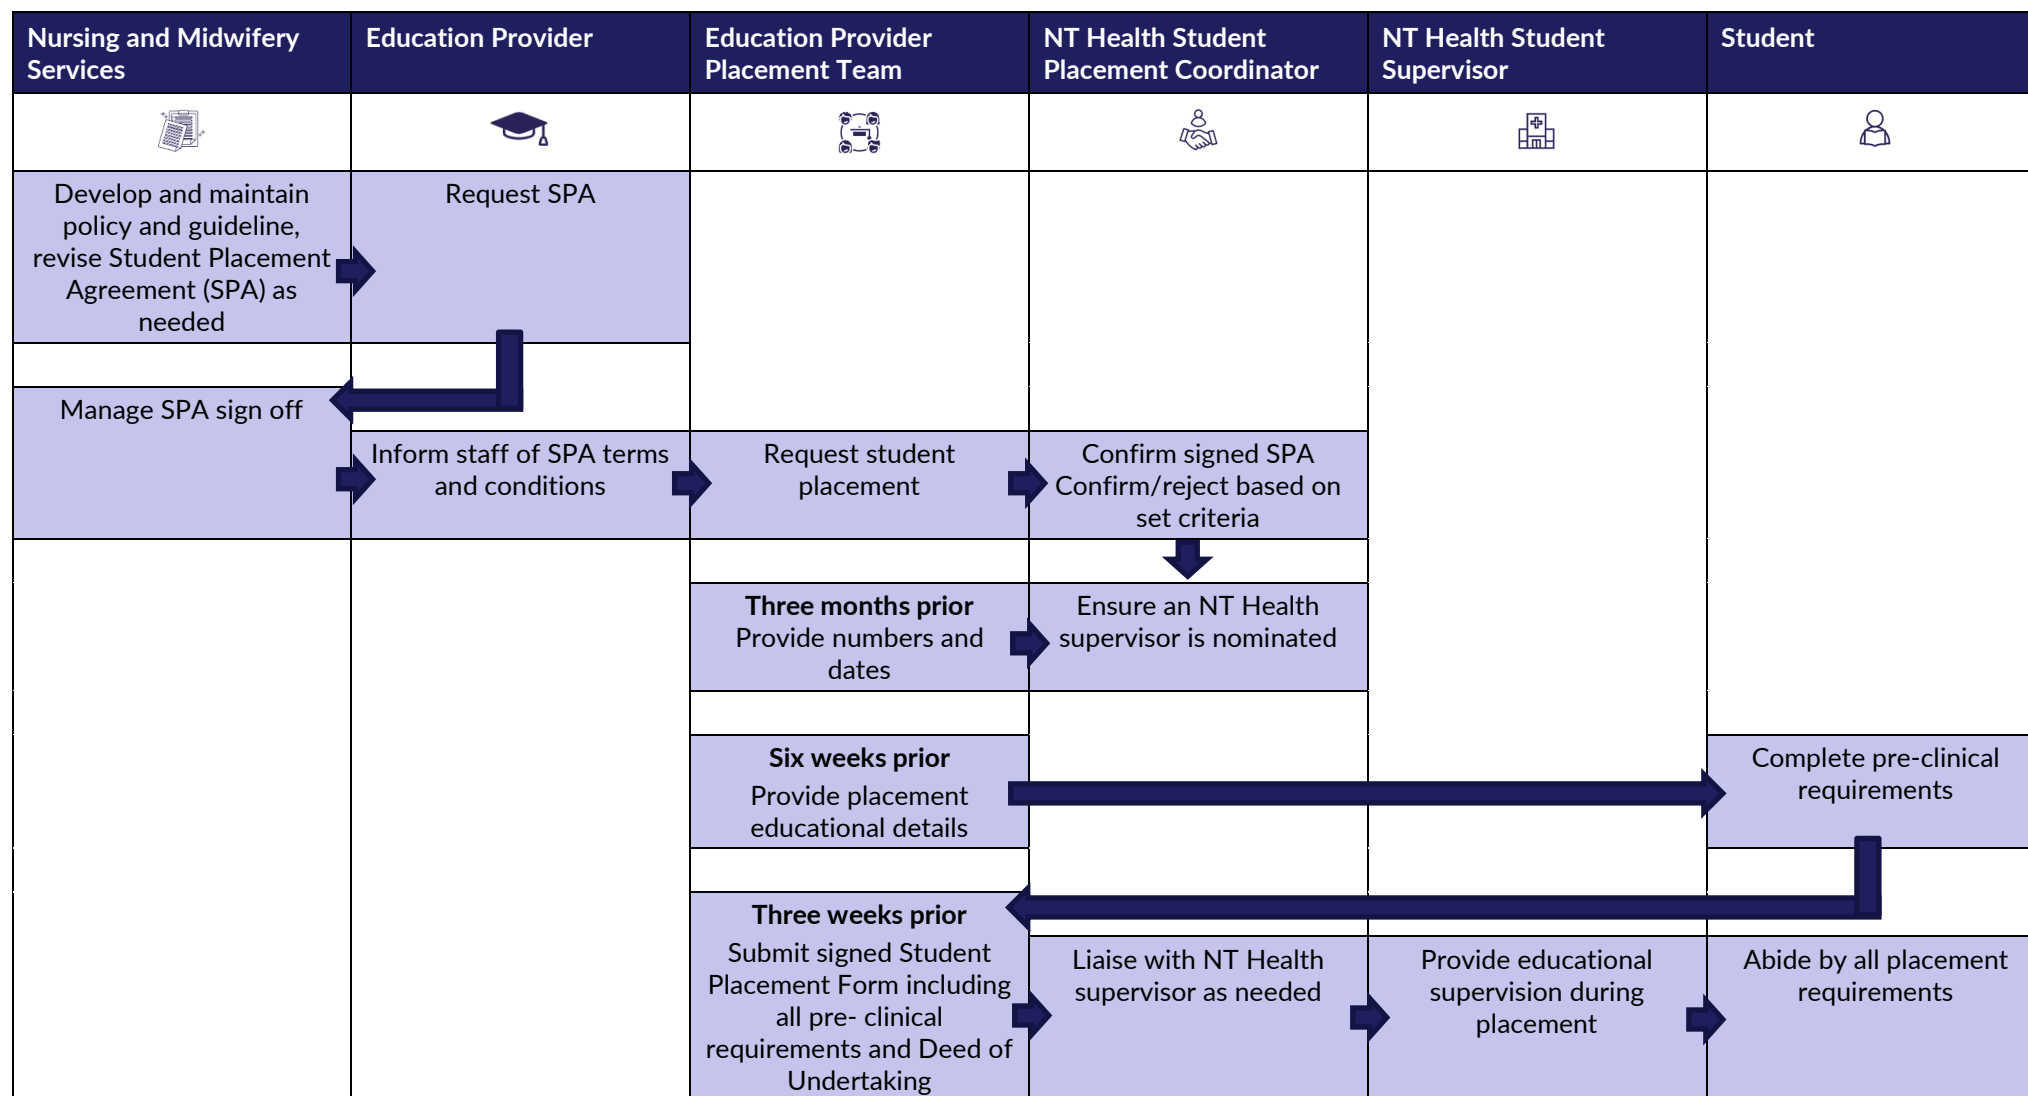 Nursing and Midwifery
Services
Education Provider
Education Provider
Placement Team
NT Health Student
Placement Coordinator
NT Health Student
Supervisor
Student
Develop and maintain
policy and guideline,
revise Student Placement
Agreement (SPA) as
needed
Request SPA
Manage SPA sign off
Inform staff of SPA terms
and conditions
Request student
placement
Confirm signed SPA
Confirm/reject based on
set criteria
Three months prior
Provide numbers and
dates
Ensure an NT Health
supervisor is nominated
Six weeks prior
Provide placement
educational details
Complete pre-clinical
requirements
Three weeks prior
Submit signed Student
Placement Form including
all pre- clinical
requirements and Deed of
Undertaking
Liaise with NT Health
supervisor as needed
Provide educational
supervision during
placement
Abide by all placement
requirements